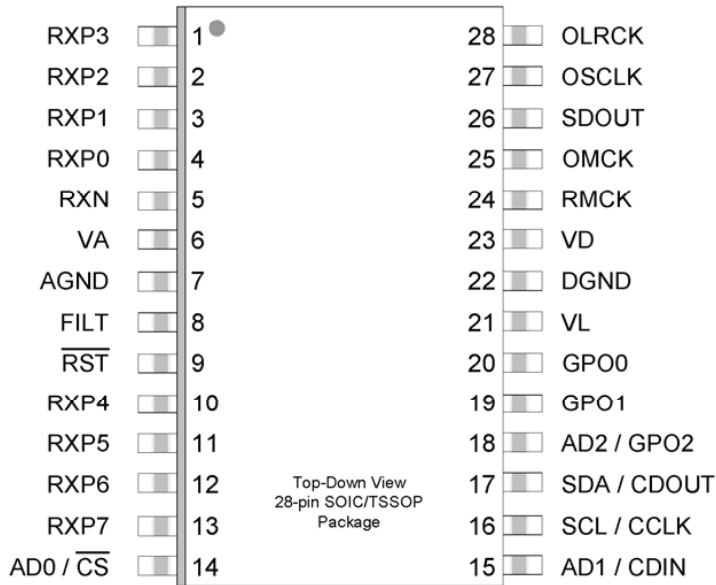 RXP3 1 28 OLRCK
RXP2 2 27 OSCLK
RXP1 3 26 SDOUT
RXP0 4 25 OMCK
RXN 5 24 RMCK
VA 6 23 VD
AGND 7 22 DGND
FILT 8 21 VL
RST 9 20 GPO0
RXP4 10 19 GPO1
RXP5 11 18 AD2 / GPO2
RXP6 12 17 SDA / CDOUT
RXP7 13 16 SCL / CCLK
AD0 / CS 14 15 AD1 / CDIN
Top-Down View
28-pin SOIC/TSSOP
Package